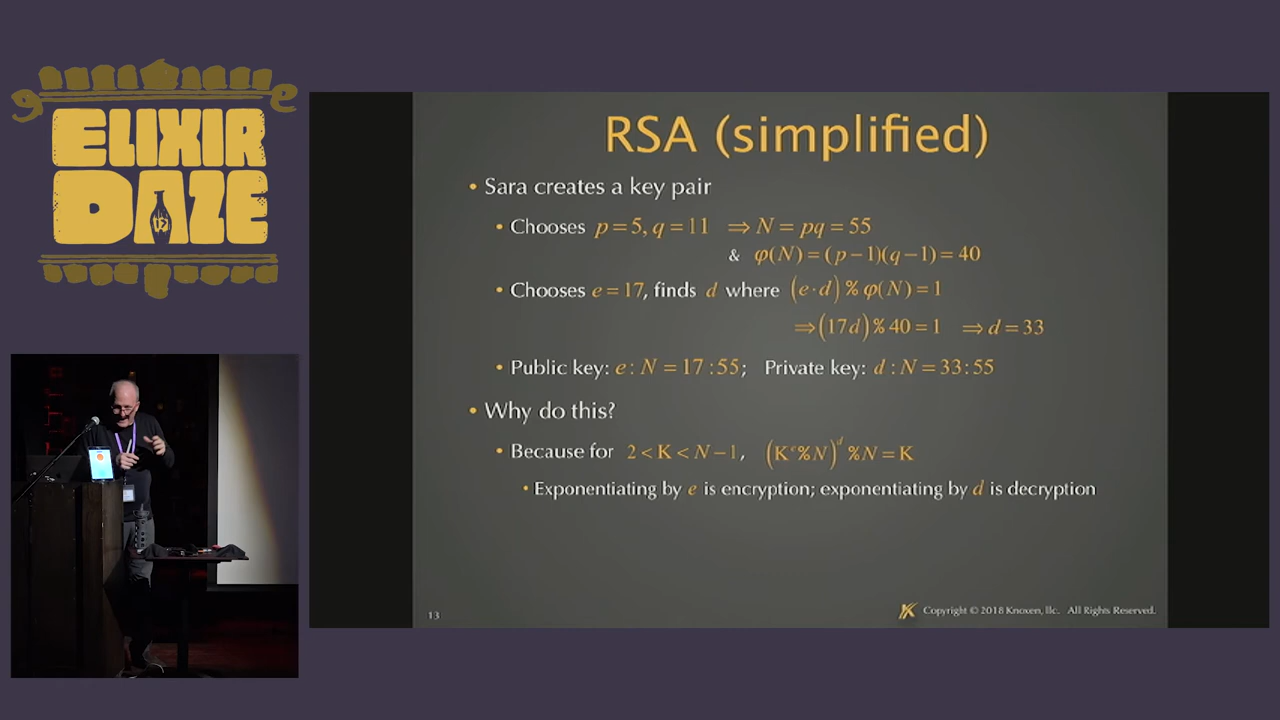 ELIXIR
DAZE
RSA (simplified)
• Sara creates a key pair
• Chooses p = 5, q = 11 ⇒ N = pq = 55
& φ(N) = (p − 1)(q − 1) = 40
• Chooses e = 17, finds d where (e·d) % φ(N) = 1
⇒ (17d) % 40 = 1 ⇒ d = 33
• Public key: e : N = 17 : 55; Private key: d : N = 33 : 55
• Why do this?
• Because for 2 < K < N − 1, (Kᵉ % N)ᵈ % N = K
• Exponentiating by e is encryption; exponentiating by d is decryption
13
Copyright © 2018 Knoxen, llc. All Rights Reserved.